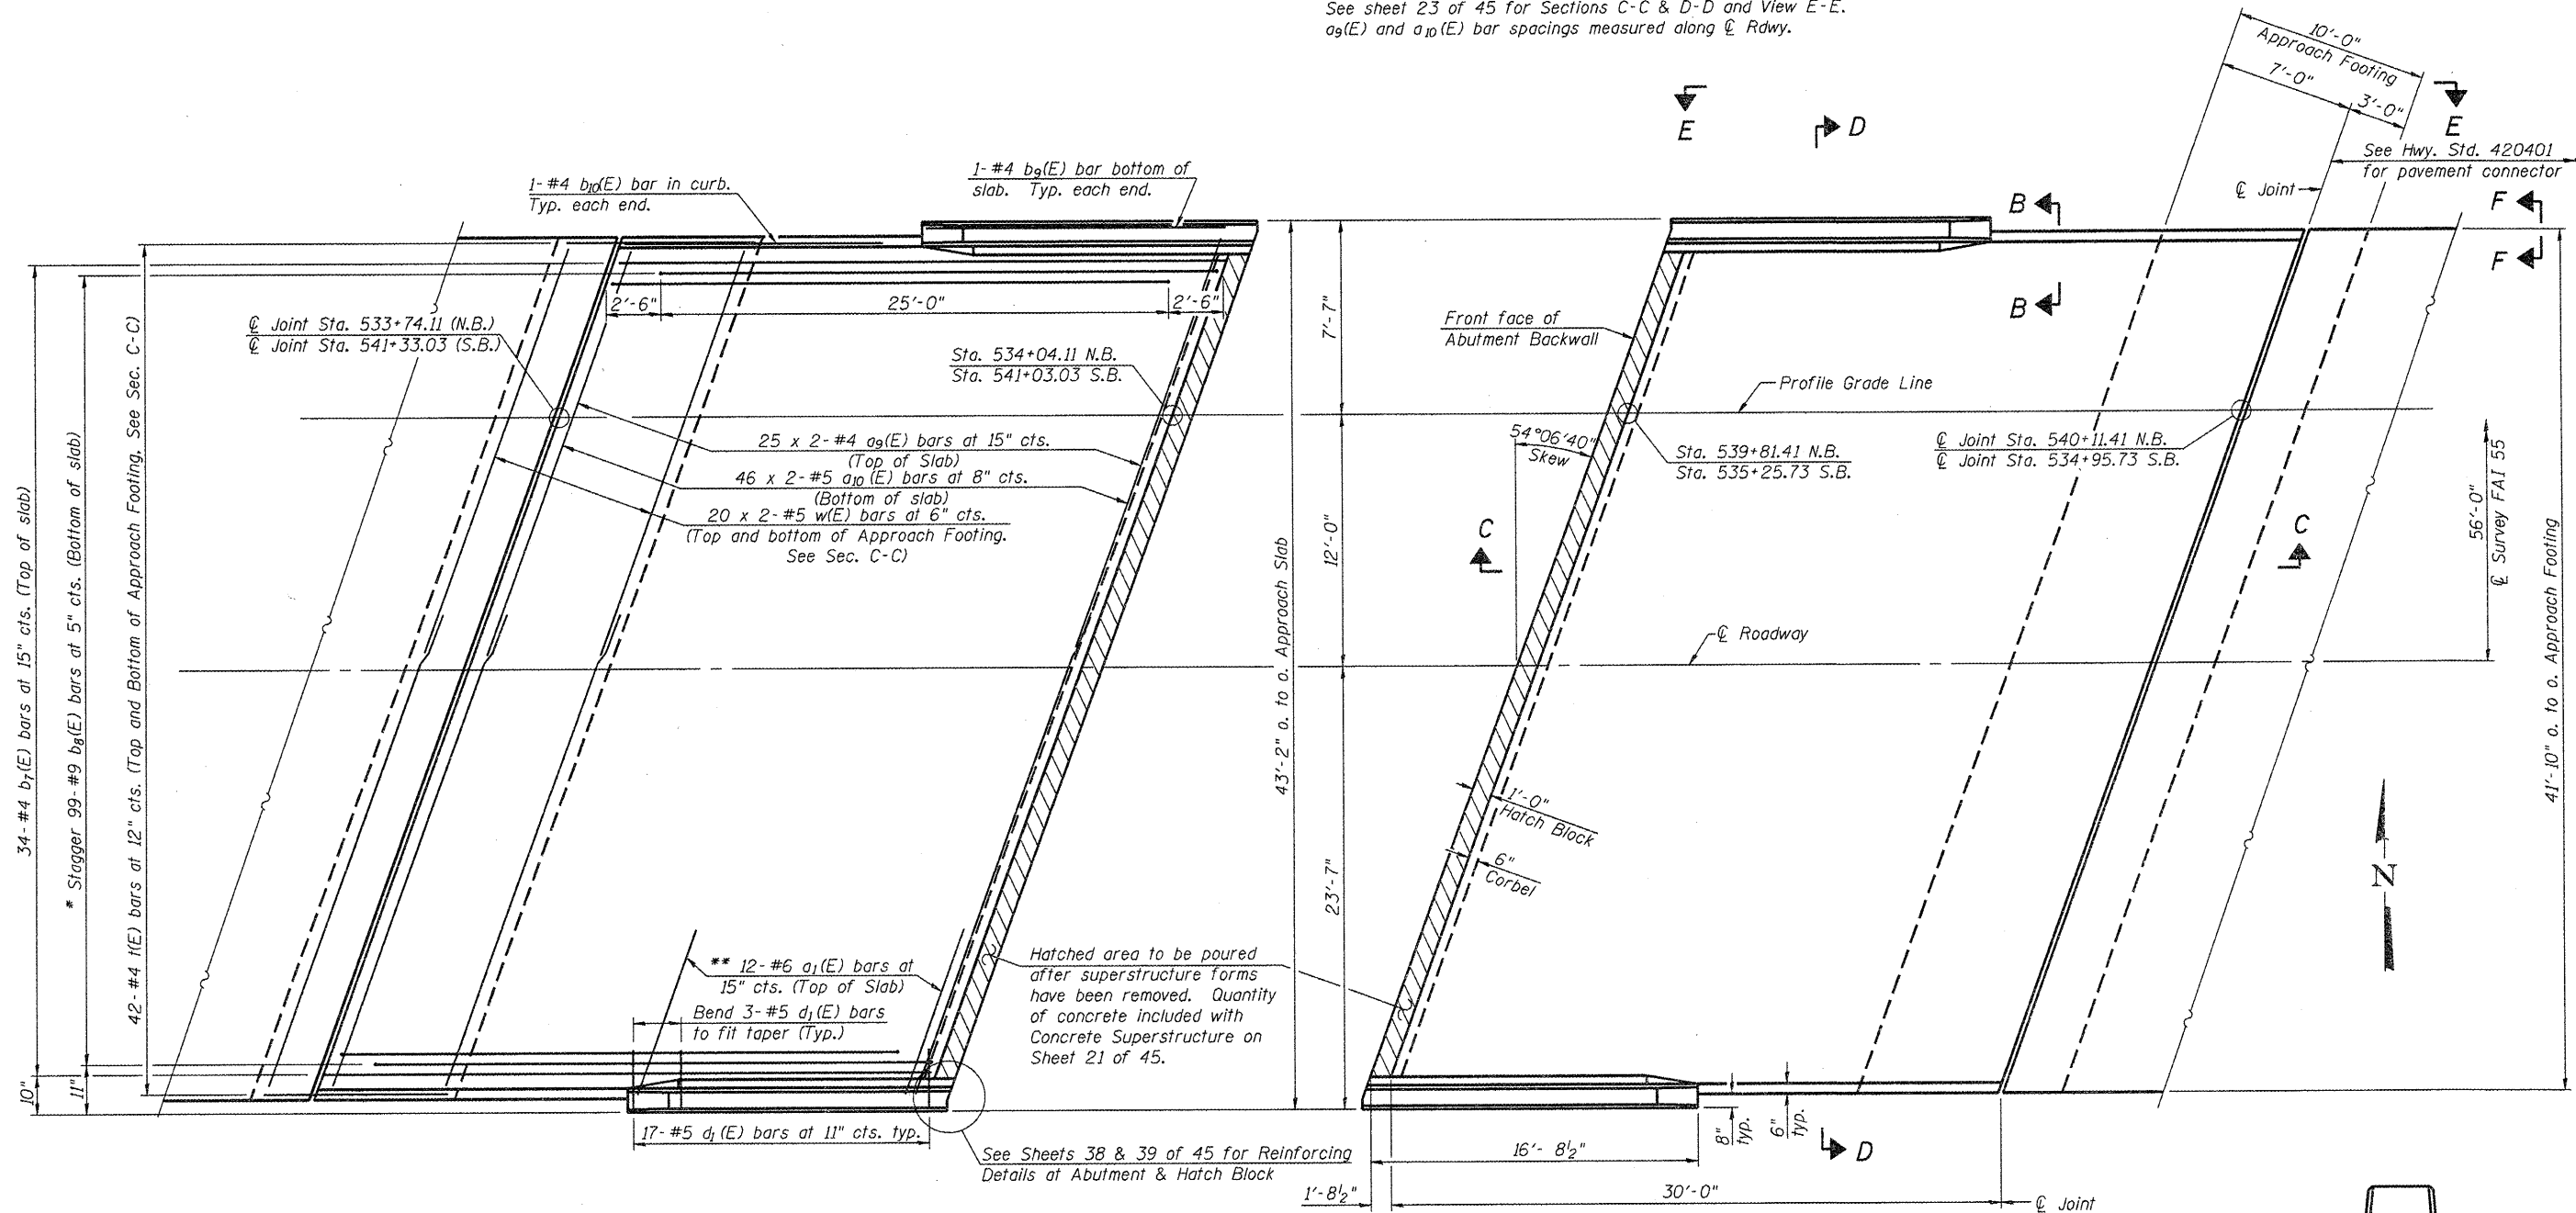 See sheet 23 of 45 for Sections C-C & D-D and View E-E.
a9(E) and a10(E) bar spacings measured along ℄ Rdwy.
10'-0"
Approach Footing
7'-0"
3'-0"
E
D
E
See Hwy. Std. 420401
for pavement connector
℄ Joint
1-#4 b10(E) bar in curb.
Typ. each end.
1-#4 b9(E) bar bottom of
slab. Typ. each end.
B
F
F
B
2'-6"
25'-0"
2'-6"
7'-7"
℄ Joint Sta. 533+74.11 (N.B.)
℄ Joint Sta. 541+33.03 (S.B.)
Sta. 534+04.11 N.B.
Sta. 541+03.03 S.B.
Front face of
Abutment Backwall
Profile Grade Line
25 x 2-#4 a9(E) bars at 15" cts.
(Top of Slab)
46 x 2-#5 a10(E) bars at 8" cts.
(Bottom of slab)
20 x 2-#5 w(E) bars at 6" cts.
(Top and bottom of Approach Footing.
See Sec. C-C)
54°06'40"
Skew
Sta. 539+81.41 N.B.
Sta. 535+25.73 S.B.
℄ Joint Sta. 540+11.41 N.B.
℄ Joint Sta. 534+95.73 S.B.
34-#4 b7(E) bars at 15" cts. (Top of slab)
* Stagger 99-#9 b8(E) bars at 5" cts. (Bottom of slab)
42-#4 t(E) bars at 12" cts. (Top and Bottom of Approach Footing, See Sec. C-C)
43'-2" o. to o. Approach Slab
12'-0"
C
C
56'-0"
℄ Survey FAI 55
41'-10" o. to o. Approach Footing
℄ Roadway
23'-7"
1'-0"
Hatch Block
6"
Corbel
N
** 12-#6 a1(E) bars at
15" cts. (Top of Slab)
Bend 3-#5 d1(E) bars
to fit taper (Typ.)
Hatched area to be poured
after superstructure forms
have been removed. Quantity
of concrete included with
Concrete Superstructure on
Sheet 21 of 45.
10"
11"
17-#5 d1(E) bars at 11" cts. typ.
See Sheets 38 & 39 of 45 for Reinforcing
Details at Abutment & Hatch Block
16'-8½"
8"
typ.
6"
typ.
D
1'-8½"
30'-0"
℄ Joint